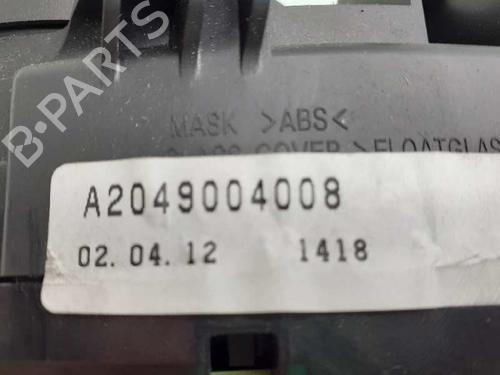 B-PARTS
MASK >ABS<
COVER >FLOATGLAS
A2049004008
02. 04. 12 1418